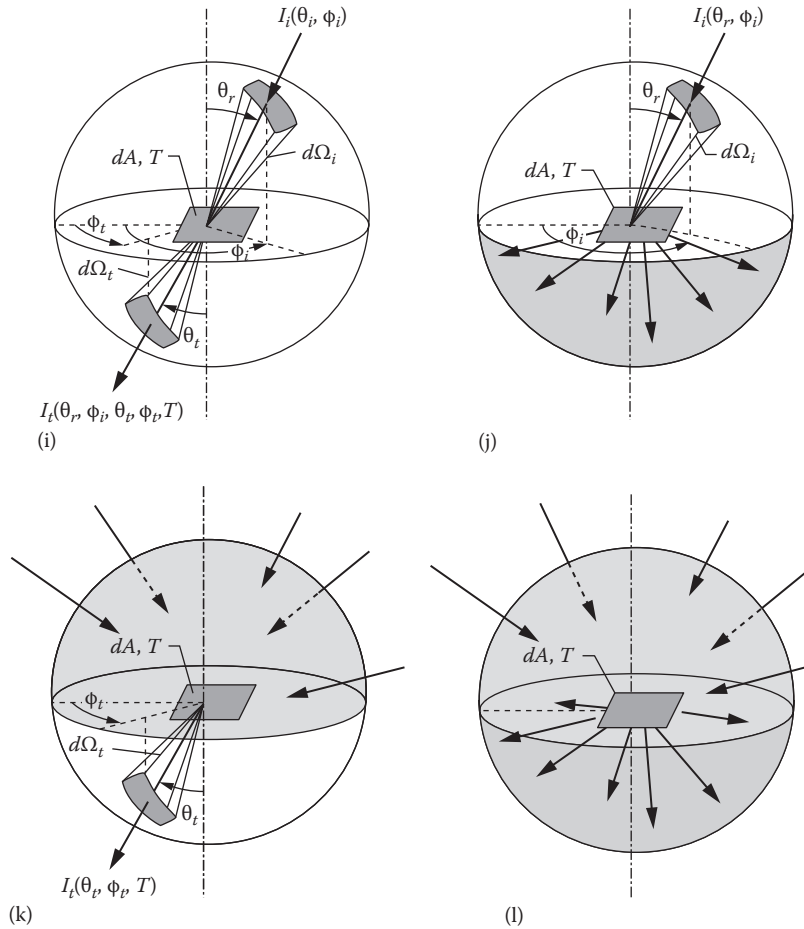 I_i(θ_i, ϕ_i)
θ_r
dA, T
dΩ_i
ϕ_t
ϕ_i
dΩ_t
θ_t
I_t(θ_r, ϕ_i, θ_t, ϕ_t, T)
(i)
I_i(θ_r, ϕ_i)
θ_r
dΩ_i
dA, T
ϕ_i
(j)
dA, T
ϕ_t
dΩ_t
θ_t
I_t(θ_t, ϕ_t, T)
(k)
dA, T
(l)